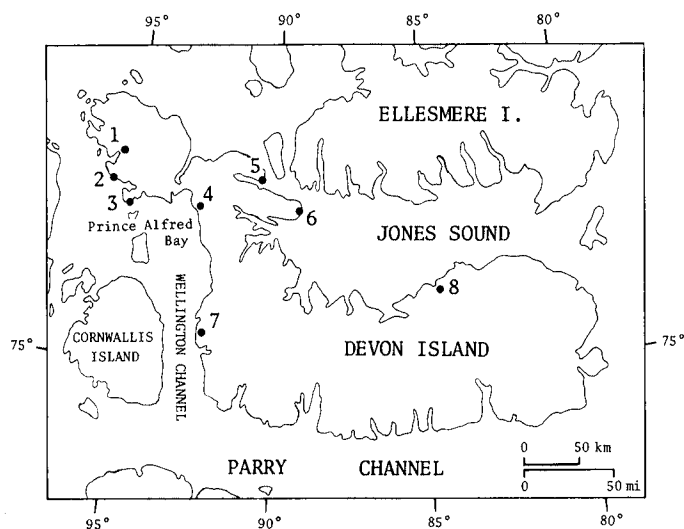 95°
90°
85°
80°
ELLESMERE I.
1
2
3
4
5
6
Prince Alfred
Bay
JONES SOUND
8
WELLINGTON CHANNEL
7
CORNWALLIS
ISLAND
75°
75°
DEVON ISLAND
0 50 km
0 50 mi
PARRY CHANNEL
95°
90°
85°
80°